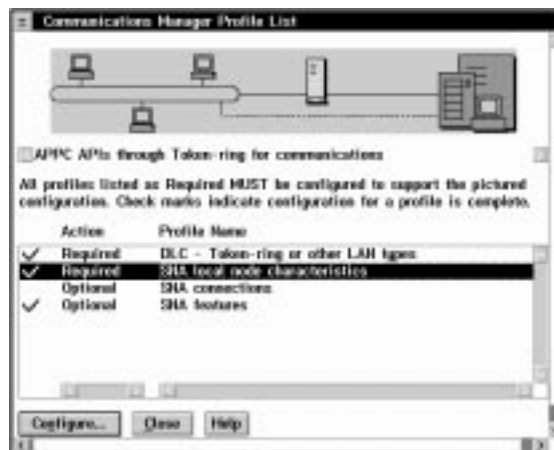 Communications Manager Profile List
APPC APIs through Token-ring for communications
All profiles listed as Required MUST be configured to support the pictured
configuration. Check marks indicate configuration for a profile is complete.
Action Profile Name
Required DLC - Token-ring or other LAN types
Required SNA local node characteristics
Optional SNA connections
Optional SNA features
Configure... Close Help